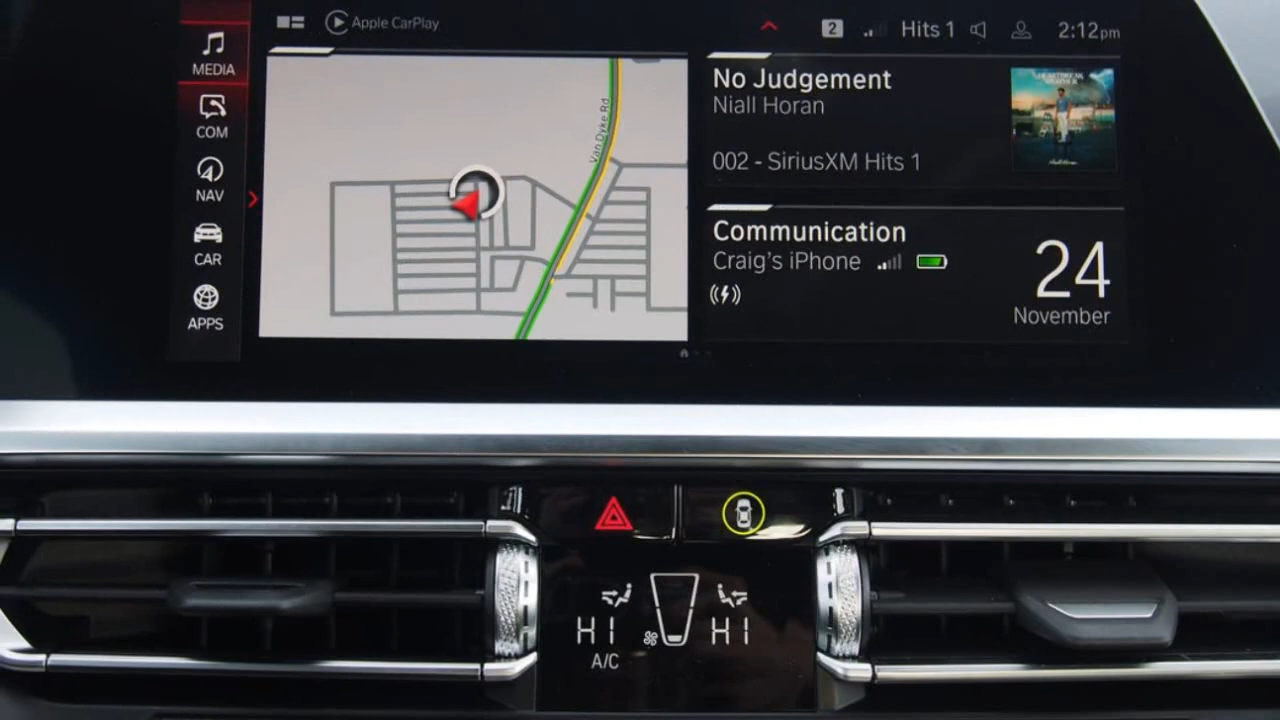 Apple CarPlay
2
Hits 1
2:12pm
MEDIA
COM
NAV
CAR
APPS
Van Dyke Rd
No Judgement
Niall Horan
002 - SiriusXM Hits 1
Communication
Craig's iPhone
24
November
HI
HI
A/C